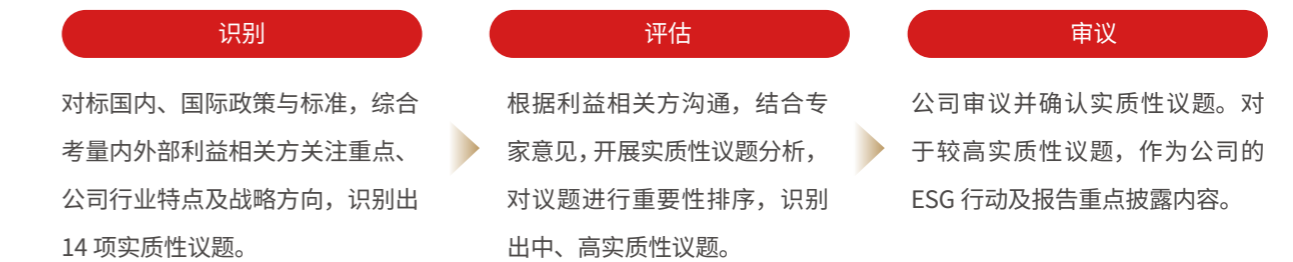 识别
对标国内、国际政策与标准，综合
考量内外部利益相关方关注重点、
公司行业特点及战略方向，识别出
14 项实质性议题。
评估
根据利益相关方沟通，结合专
家意见，开展实质性议题分析，
对议题进行重要性排序，识别
出中、高实质性议题。
审议
公司审议并确认实质性议题。对
于较高实质性议题，作为公司的
ESG 行动及报告重点披露内容。